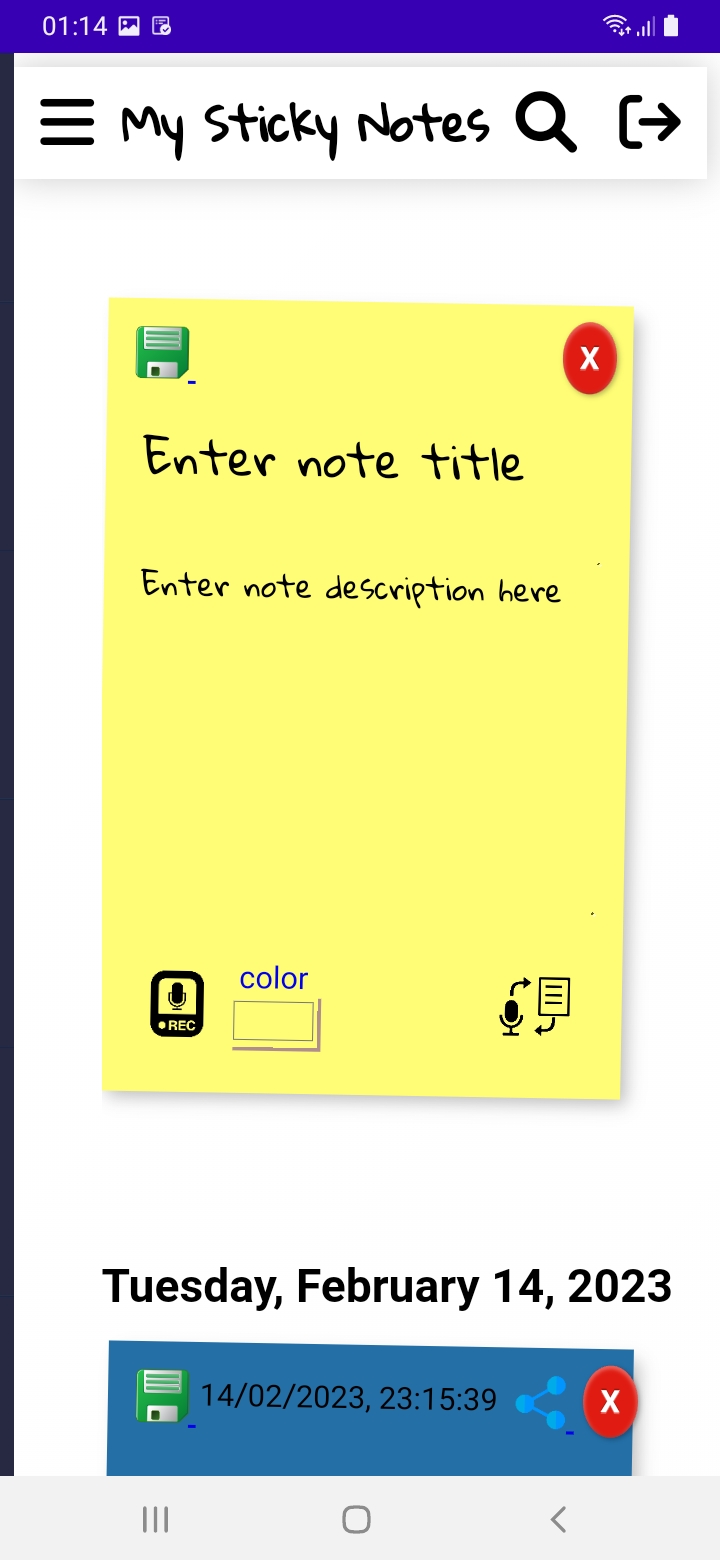 01:14
My Sticky Notes
X
Enter note title
Enter note description here
color
REC
Tuesday, February 14, 2023
14/02/2023, 23:15:39
X